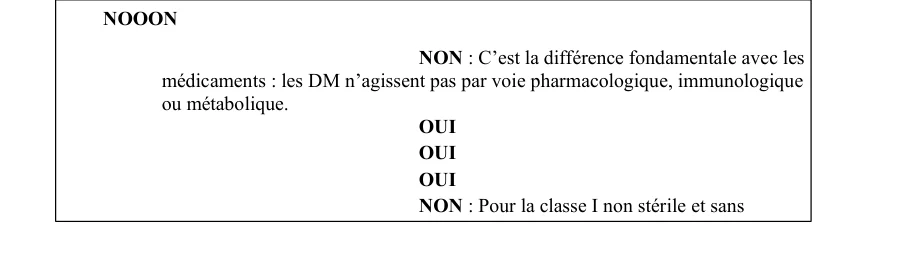 NOOON
NON : C’est la différence fondamentale avec les
médicaments : les DM n’agissent pas par voie pharmacologique, immunologique
ou métabolique.
OUI
OUI
OUI
NON : Pour la classe I non stérile et sans